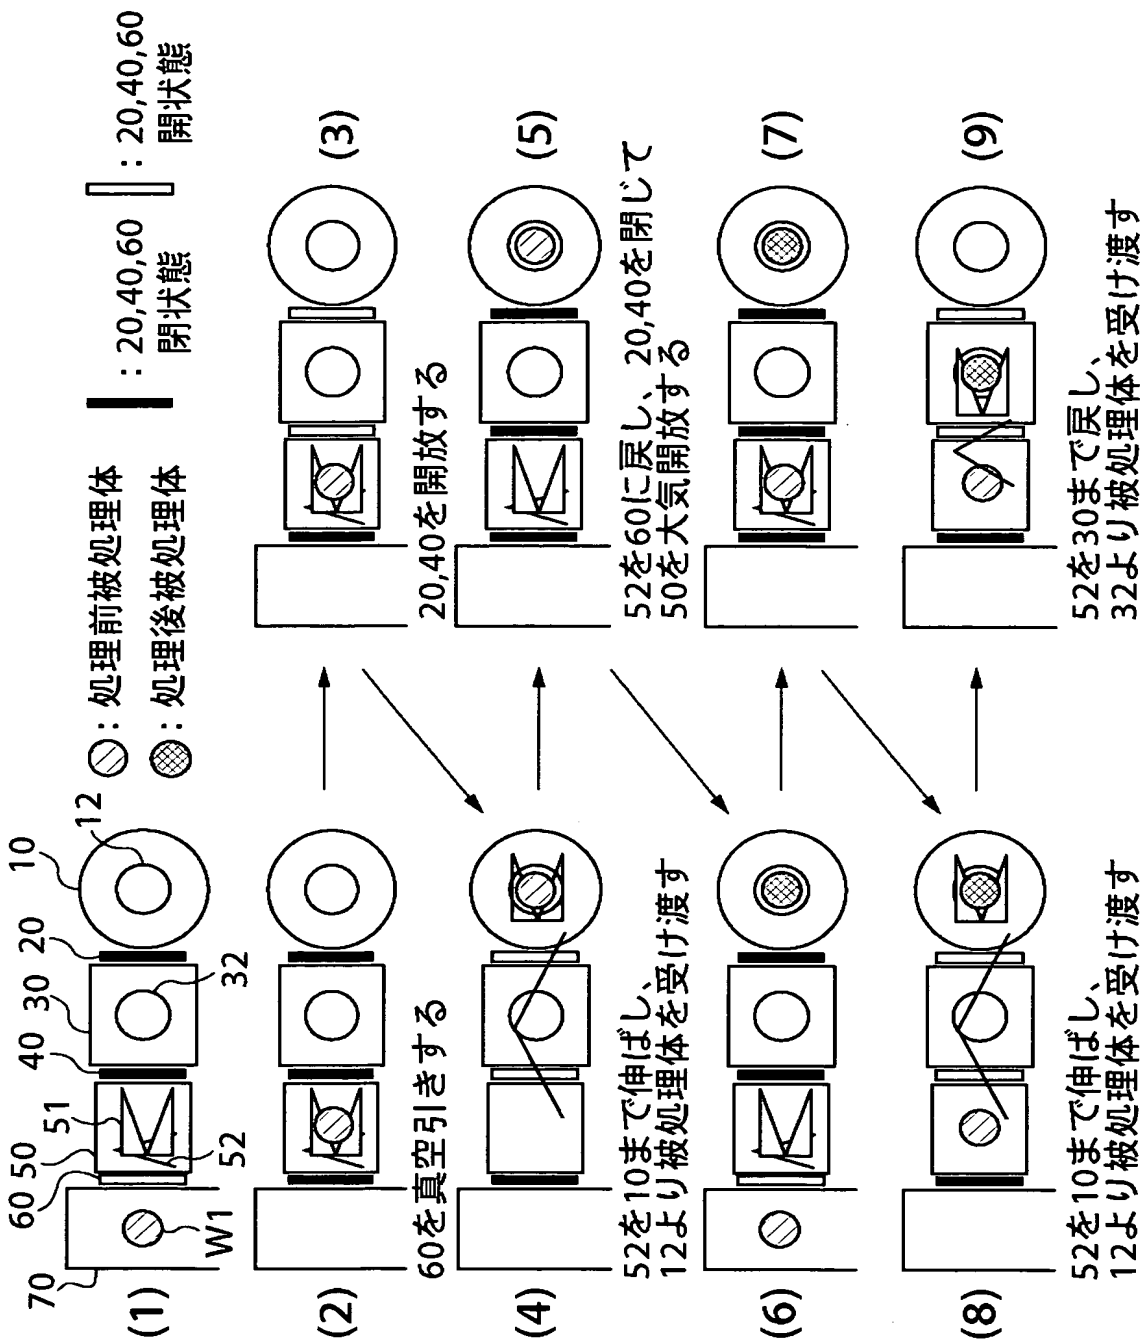 ○: 処理前被処理体
○: 処理後被処理体
: 20,40,60
閉状態
: 20,40,60
開状態
(1)
70
60
50
51
52
40
30
32
20
10
12
W1
(2)
60を真空引きする
(3)
20,40を開放する
(4)
52を10まで伸ばし、
12より被処理体を受け渡す
(5)
52を60に戻し、20,40を閉じて
50を大気開放する
(6)
(7)
(8)
52を10まで伸ばし、
12より被処理体を受け渡す
(9)
52を30まで戻し、
32より被処理体を受け渡す